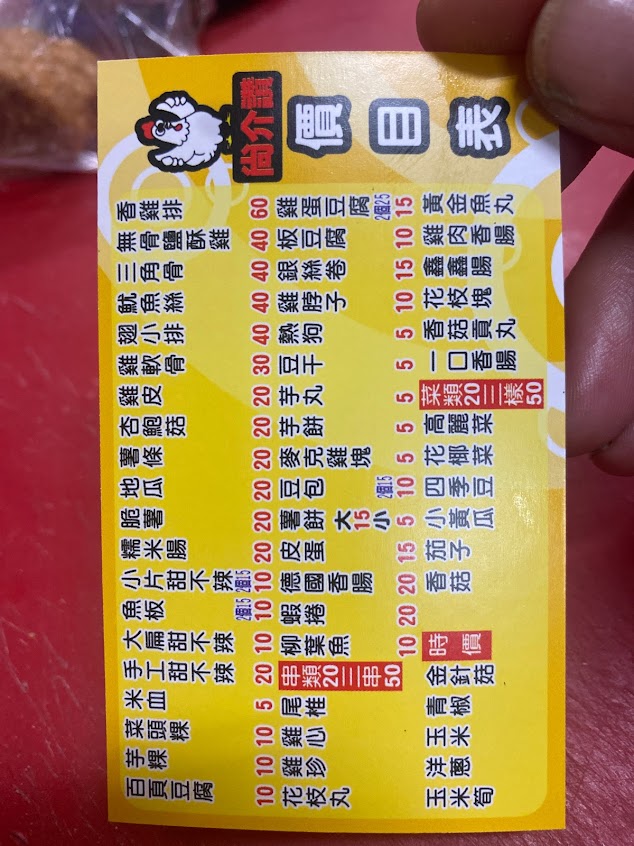 尚介讚
價目表
香雞排 60
無骨鹽酥雞 40
三角骨 40
魷魚絲 40
翅小排 40
雞軟骨 30
雞皮 20
杏鮑菇 20
薯條 20
地瓜 20
脆薯 20
糯米腸 20
小片甜不辣 2個15 10
魚板 2個15 10
大扁甜不辣 10
手工甜不辣 20
米血 5
菜頭粿 10
芋粿 10
百頁豆腐 10
雞蛋豆腐 2個25 15
板豆腐 10
銀絲卷 15
雞脖子 10
熱狗 5
豆干 5
芋丸 5
芋餅 5
麥克雞塊 5
豆包 2個15 10
薯餅 大15小 5
皮蛋 15
德國香腸 20
蝦捲 20
柳葉魚 10
串類20三串50
尾椎
雞心
雞珍
花枝丸
黃金魚丸
雞肉香腸
鑫鑫腸
花枝塊
香菇貢丸
一口香腸
菜類20三樣50
高麗菜
花椰菜
四季豆
小黃瓜
茄子
香菇
時價
金針菇
青椒
玉米
洋蔥
玉米筍